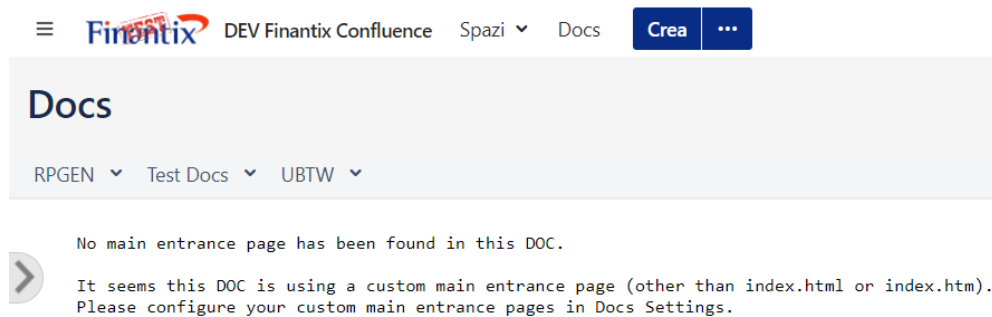 Finantix TEST DEV Finantix Confluence Spazi Docs Crea ...
Docs
RPGEN Test Docs UBTW
No main entrance page has been found in this DOC.
It seems this DOC is using a custom main entrance page (other than index.html or index.htm).
Please configure your custom main entrance pages in Docs Settings.